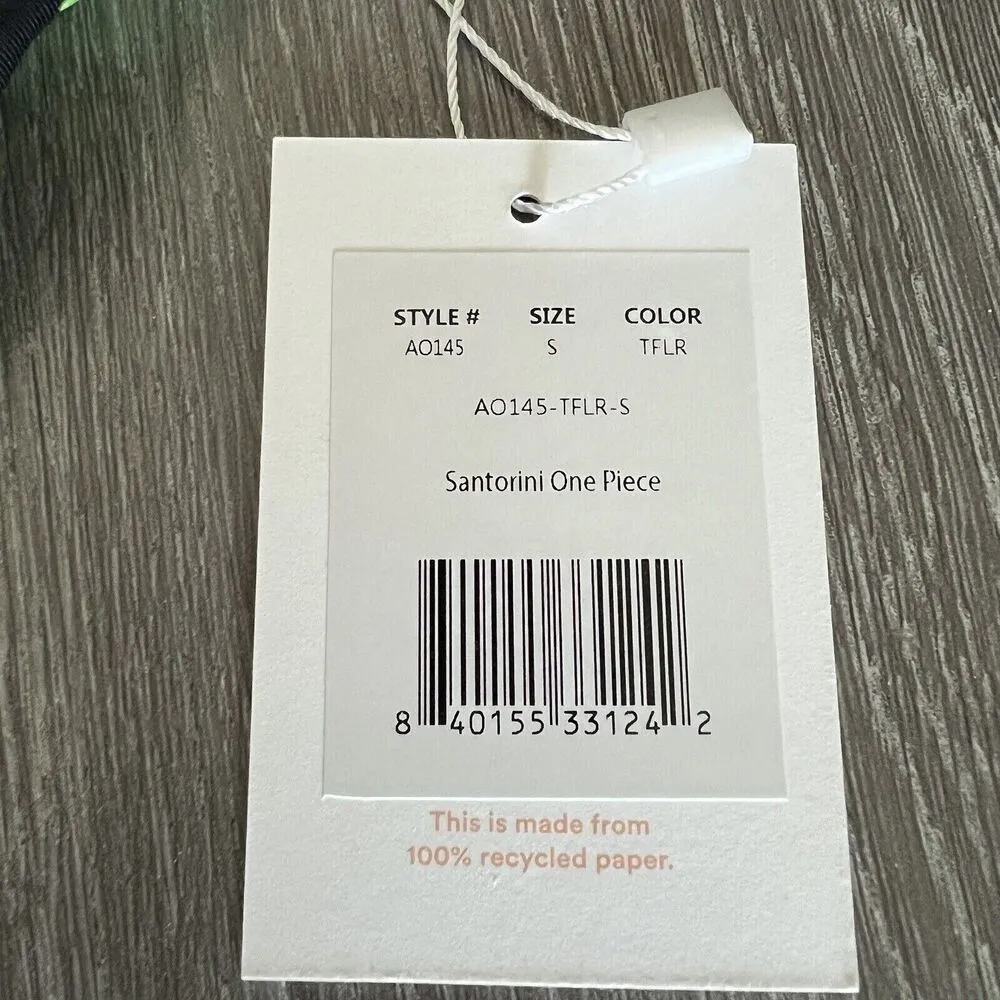 STYLE # SIZE COLOR
AO145 S TFLR
AO145-TFLR-S
Santorini One Piece
8 40155 33124 2
This is made from
100% recycled paper.